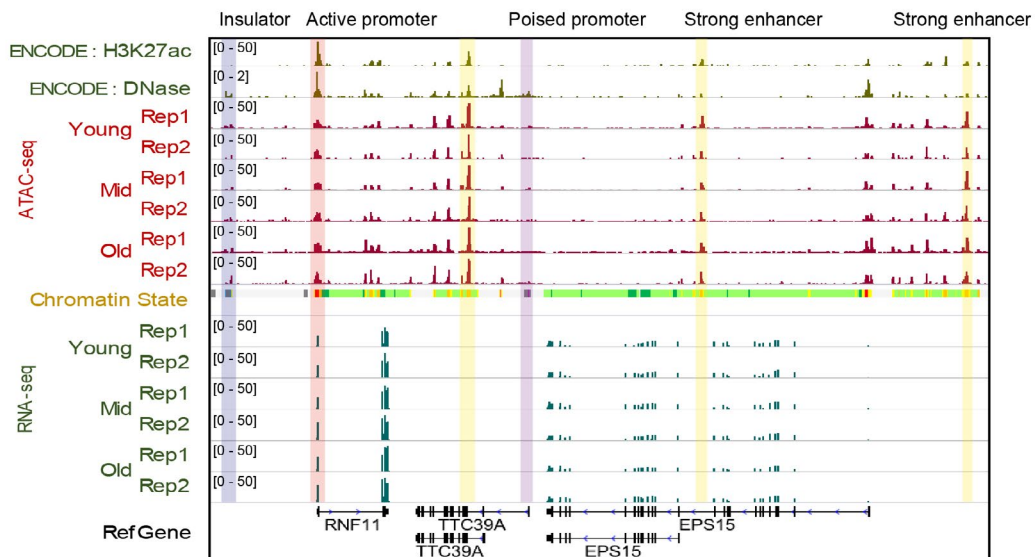 Insulator Active promoter Poised promoter Strong enhancer Strong enhancer
ENCODE : H3K27ac [0 - 50]
ENCODE : DNase [0 - 2]
ATAC-seq
Young Rep1 [0 - 50]
Rep2 [0 - 50]
Mid Rep1 [0 - 50]
Rep2 [0 - 50]
Old Rep1 [0 - 50]
Rep2 [0 - 50]
Chromatin State
RNA-seq
Young Rep1 [0 - 50]
Rep2 [0 - 50]
Mid Rep1 [0 - 50]
Rep2 [0 - 50]
Old Rep1 [0 - 50]
Rep2 [0 - 50]
RefGene
RNF11 TTC39A EPS15
TTC39A EPS15